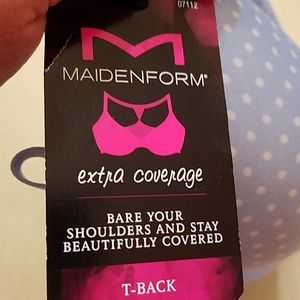 07112
MAIDENFORM®
extra coverage
BARE YOUR
SHOULDERS AND STAY
BEAUTIFULLY COVERED
T-BACK